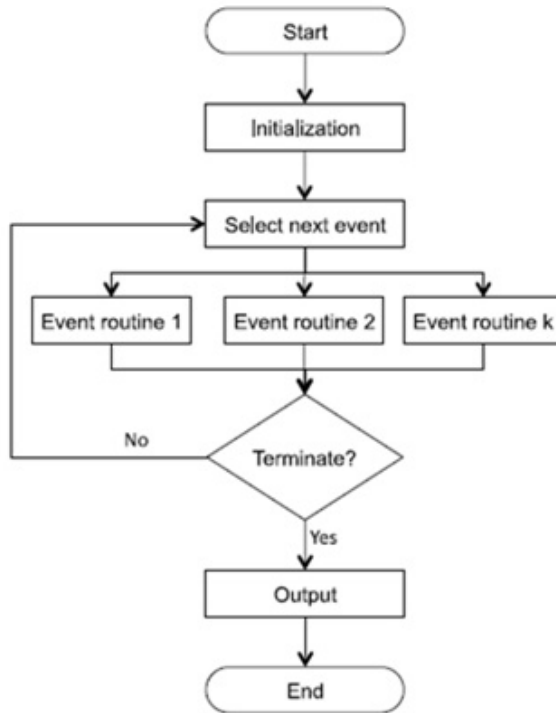 Start
Initialization
Select next event
Event routine 1
Event routine 2
Event routine k
No
Terminate?
Yes
Output
End